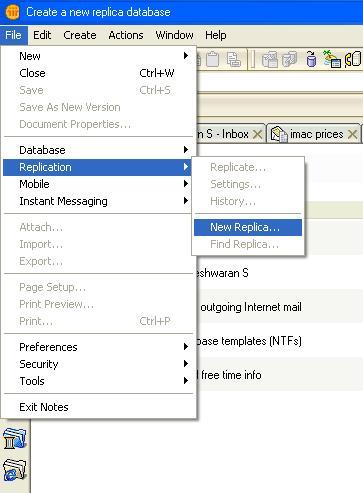 Create a new replica database
File Edit Create Actions Window Help
New
Close Ctrl+W
Save Ctrl+S
Save As New Version
Document Properties...
Database
Replication
Mobile
Instant Messaging
Attach...
Import...
Export...
Page Setup...
Print Preview...
Print... Ctrl+P
Preferences
Security
Tools
Exit Notes
n S - Inbox
imac prices
Replicate...
Settings...
History...
New Replica...
Find Replica...
eshwaran S
outgoing Internet mail
base templates (NTFs)
free time info